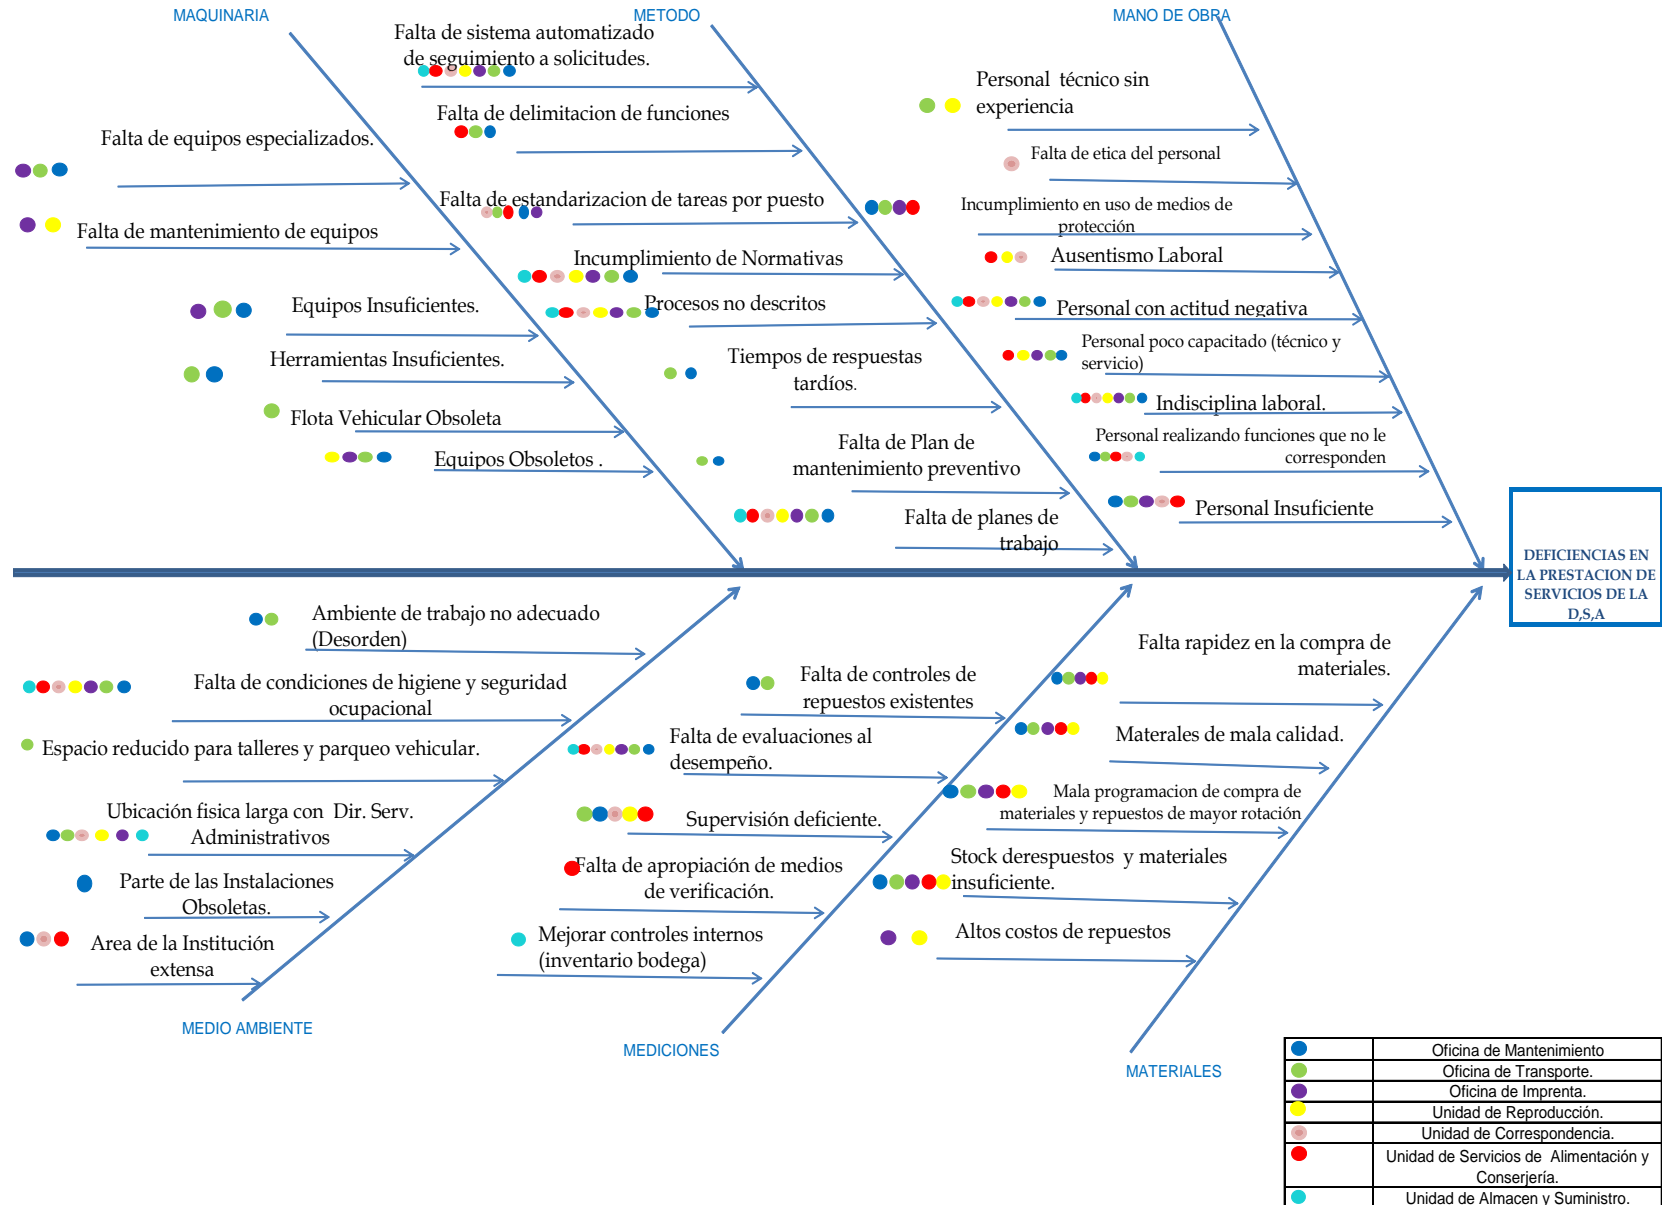 MAQUINARIA
METODO
MANO DE OBRA
Falta de sistema automatizado
de seguimiento a solicitudes.
Falta de delimitacion de funciones
Falta de estandarizacion de tareas por puesto
Incumplimiento de Normativas
Procesos no descritos
Tiempos de respuestas
tardíos.
Falta de Plan de
mantenimiento preventivo
Falta de planes de
trabajo
Falta de equipos especializados.
Falta de mantenimiento de equipos
Equipos Insuficientes.
Herramientas Insuficientes.
Flota Vehicular Obsoleta
Equipos Obsoletos .
Personal técnico sin
experiencia
Falta de etica del personal
Incumplimiento en uso de medios de
protección
Ausentismo Laboral
Personal con actitud negativa
Personal poco capacitado (técnico y
servicio)
Indisciplina laboral.
Personal realizando funciones que no le
corresponden
Personal Insuficiente
DEFICIENCIAS EN
LA PRESTACION DE
SERVICIOS DE LA
D,S,A
Ambiente de trabajo no adecuado
(Desorden)
Falta de condiciones de higiene y seguridad
ocupacional
Espacio reducido para talleres y parqueo vehicular.
Ubicación fisica larga con Dir. Serv.
Administrativos
Parte de las Instalaciones
Obsoletas.
Area de la Institución
extensa
MEDIO AMBIENTE
Falta de controles de
repuestos existentes
Falta de evaluaciones al
desempeño.
Supervisión deficiente.
Falta de apropiación de medios
de verificación.
Mejorar controles internos
(inventario bodega)
MEDICIONES
Falta rapidez en la compra de
materiales.
Materales de mala calidad.
Mala programacion de compra de
materiales y repuestos de mayor rotación
Stock derespuestos y materiales
insuficiente.
Altos costos de repuestos
MATERIALES
Oficina de Mantenimiento
Oficina de Transporte.
Oficina de Imprenta.
Unidad de Reproducción.
Unidad de Correspondencia.
Unidad de Servicios de Alimentación y
Conserjería.
Unidad de Almacen y Suministro.